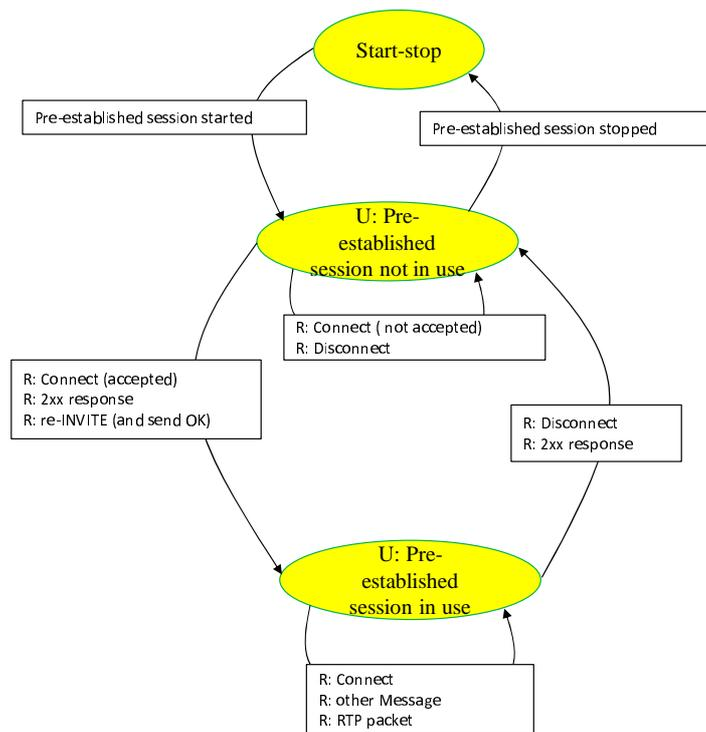 Start-stop
Pre-established session started
Pre-established session stopped
U: Pre-
established
session not in use
R: Connect ( not accepted)
R: Disconnect
R: Connect (accepted)
R: 2xx response
R: re-INVITE (and send OK)
R: Disconnect
R: 2xx response
U: Pre-
established
session in use
R: Connect
R: other Message
R: RTP packet